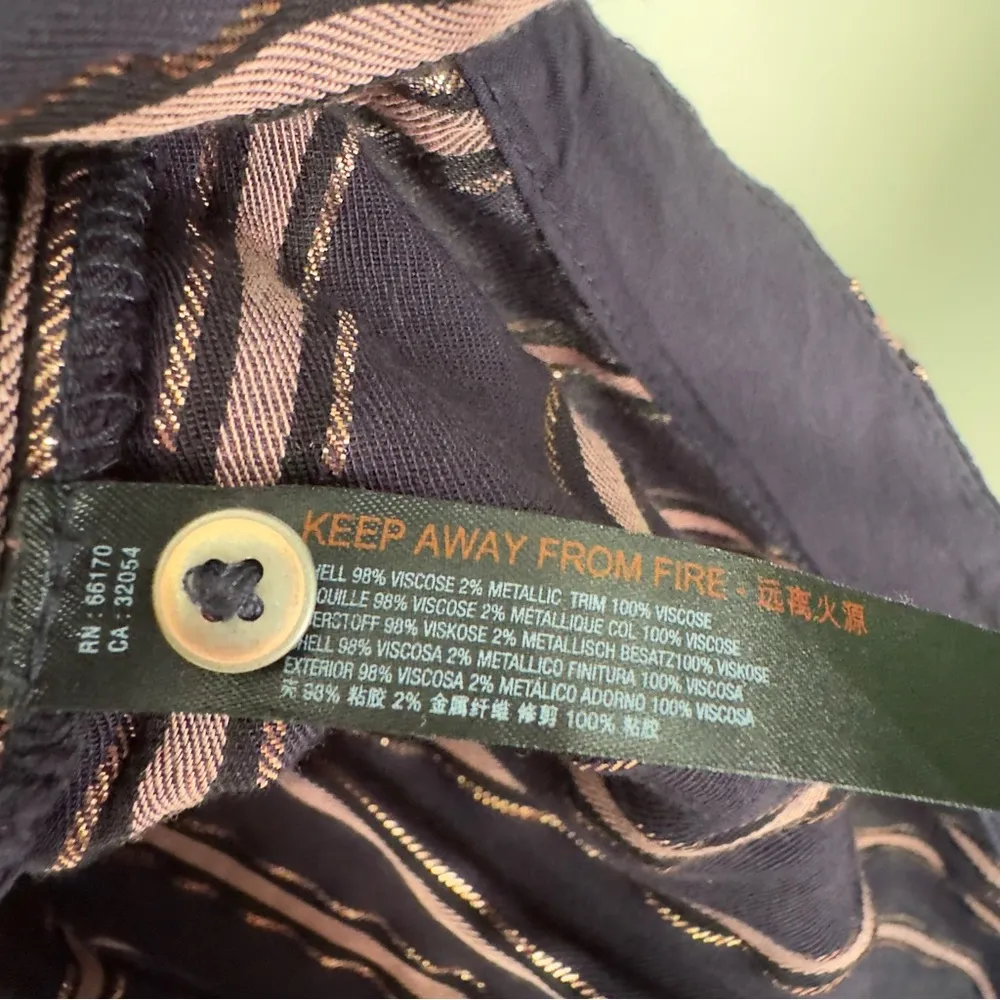 RN : 66170
CA : 32054
KEEP AWAY FROM FIRE - 远离火源
HELL 98% VISCOSE 2% METALLIC. TRIM 100% VISCOSE
OUILLE 98% VISCOSE 2% MÉTALLIQUE COL 100% VISCOSE
ERSTOFF 98% VISKOSE 2% METALLISCH BESATZ100% VISKOSE
HELL 98% VISCOSA 2% METALLICO FINITURA 100% VISCOSA
EXTERIOR 98% VISCOSA 2% METÁLICO ADORNO 100% VISCOSA
98% 粘胶 2% 金属纤维 修剪 100% 粘胶